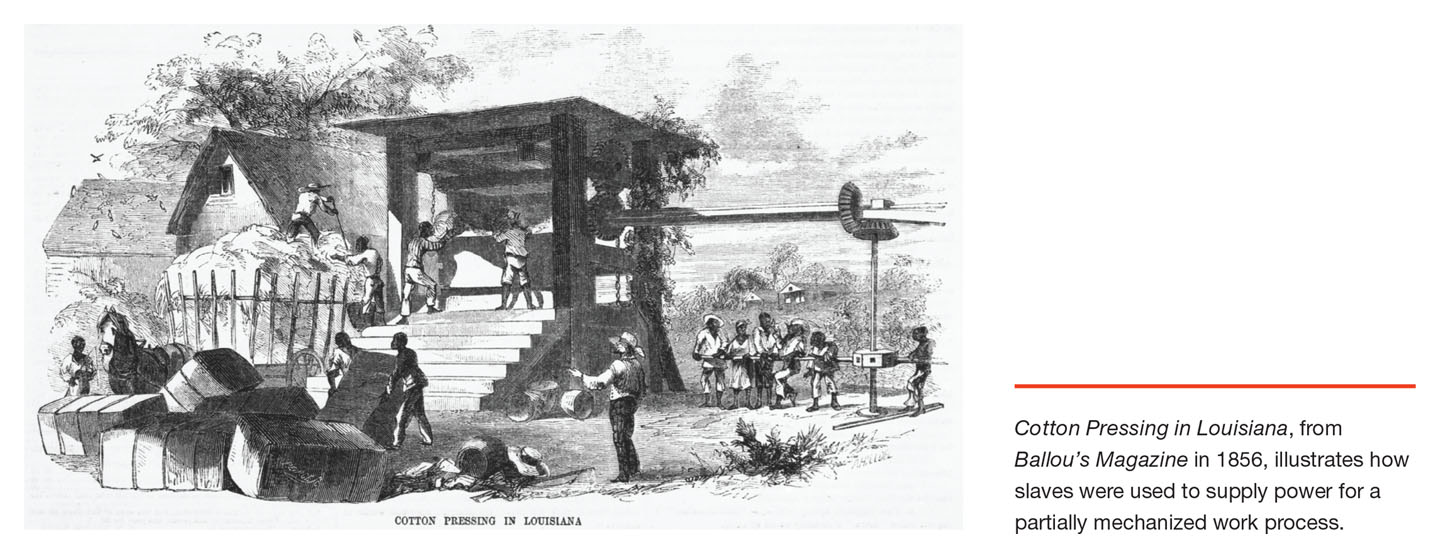 COTTON PRESSING IN LOUISIANA
Cotton Pressing in Louisiana, from
Ballou’s Magazine in 1856, illustrates how
slaves were used to supply power for a
partially mechanized work process.